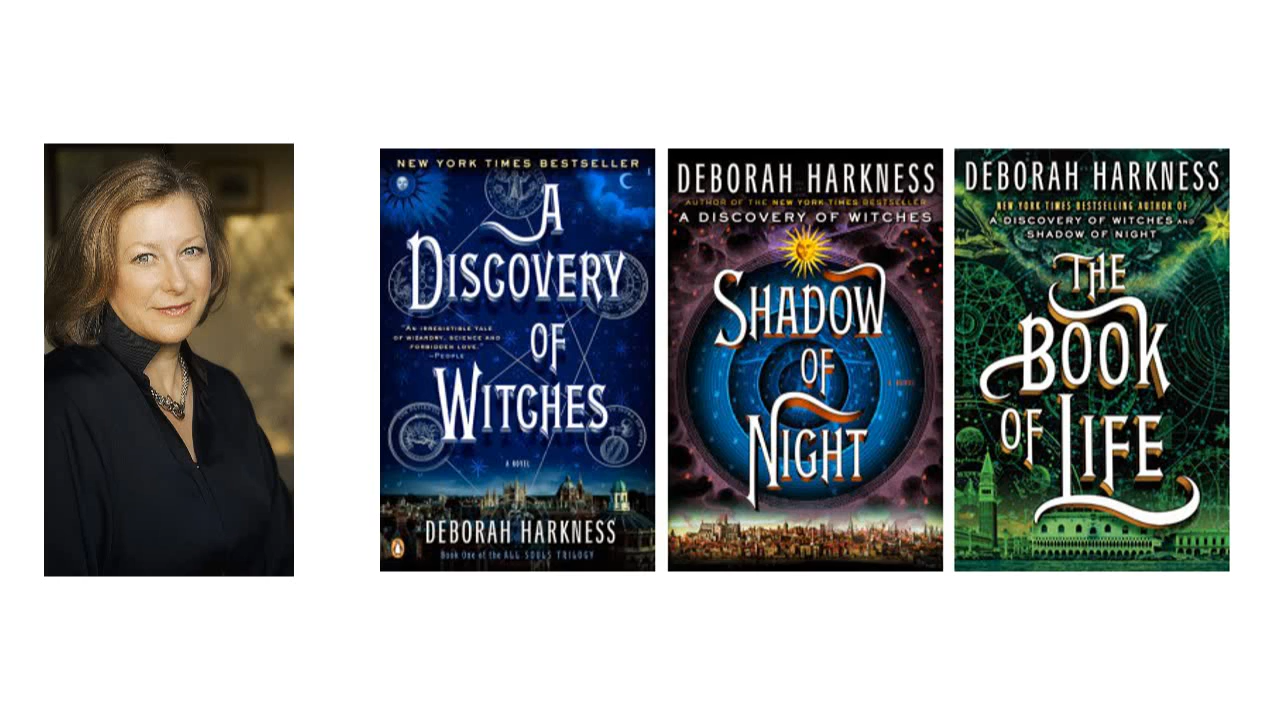 NEW YORK TIMES BESTSELLER
A
DISCOVERY
OF
WITCHES
"AN IRRESISTIBLE TALE
OF WIZARDRY, SCIENCE AND
FORBIDDEN LOVE."
—PEOPLE
A NOVEL
DEBORAH HARKNESS
Book One of the ALL SOULS TRILOGY
DEBORAH HARKNESS
AUTHOR OF THE NEW YORK TIMES BESTSELLER
A DISCOVERY OF WITCHES
SHADOW
OF
NIGHT
A NOVEL
DEBORAH HARKNESS
NEW YORK TIMES BESTSELLING AUTHOR OF
A DISCOVERY OF WITCHES AND
SHADOW OF NIGHT
THE
BOOK
OF LIFE